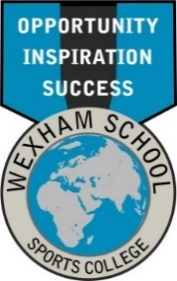 OPPORTUNITY
INSPIRATION
SUCCESS
WEXHAM SCHOOL
SPORTS COLLEGE